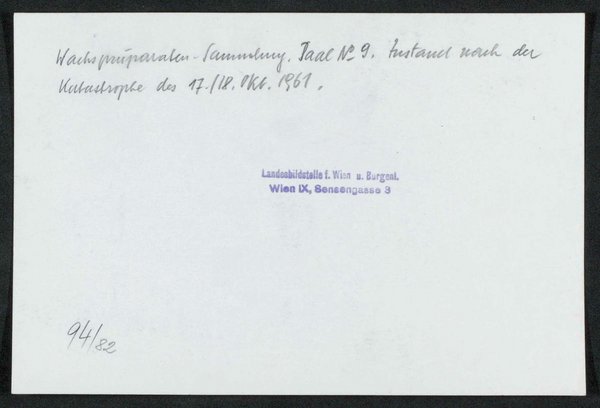 Wachspräparaten-Sammlung. Saal No 9. Zustand nach der
Katastrophe des 17./18. Okt. 1961.
Landesbildstelle f. Wien u. Burgenl.
Wien IX, Sensengasse 3
94/82